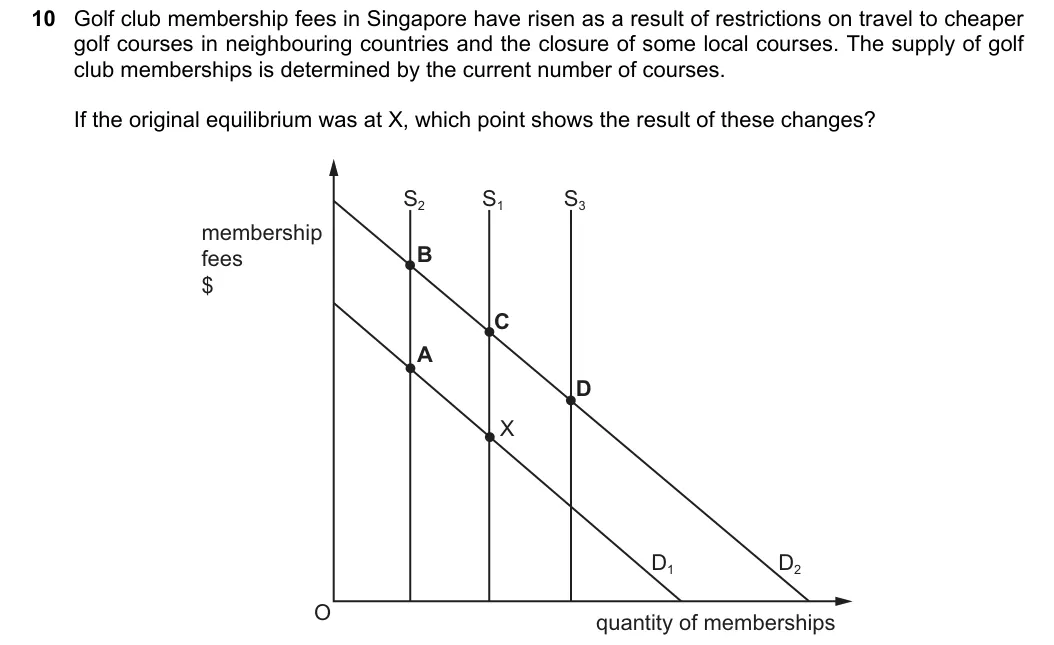 10 Golf club membership fees in Singapore have risen as a result of restrictions on travel to cheaper
golf courses in neighbouring countries and the closure of some local courses. The supply of golf
club memberships is determined by the current number of courses.
If the original equilibrium was at X, which point shows the result of these changes?
S₂ S₁ S₃
membership
fees
$
B
C
A
D
X
D₁ D₂
O
quantity of memberships